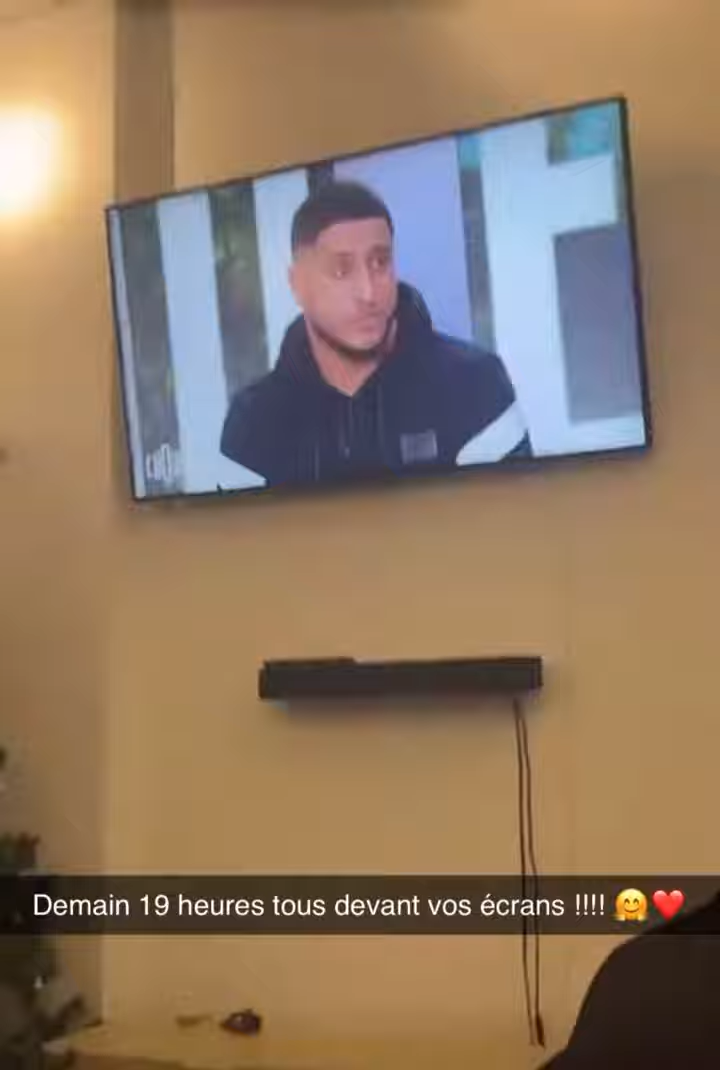 Demain 19 heures tous devant vos écrans !!!! 🤗❤️